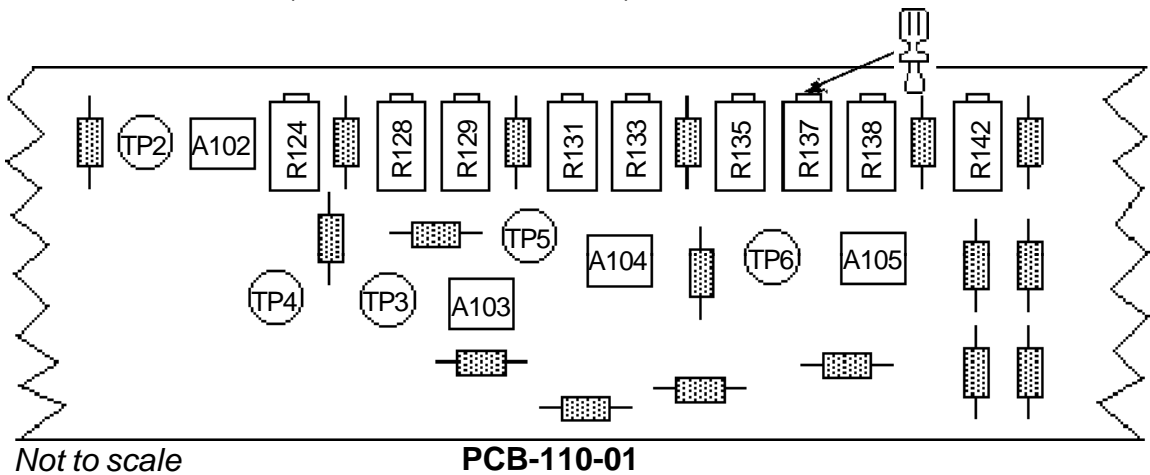 TP2 A102 R124 R128 R129 R131 R133 R135 R137 R138 R142
TP5 A104 TP6 A105
TP4 TP3 A103
Not to scale PCB-110-01